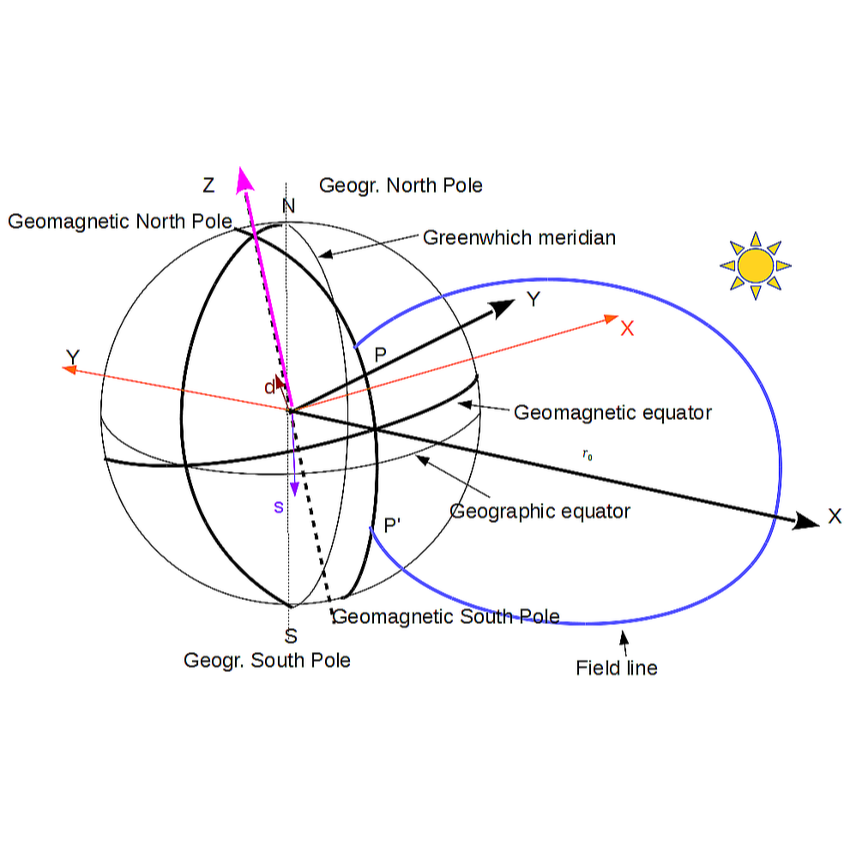 Z
Geogr. North Pole
N
Geomagnetic North Pole
Greenwhich meridian
Y
X
P
Y
d
Geomagnetic equator
r₀
s
Geographic equator
X
P'
Geomagnetic South Pole
S
Geogr. South Pole
Field line